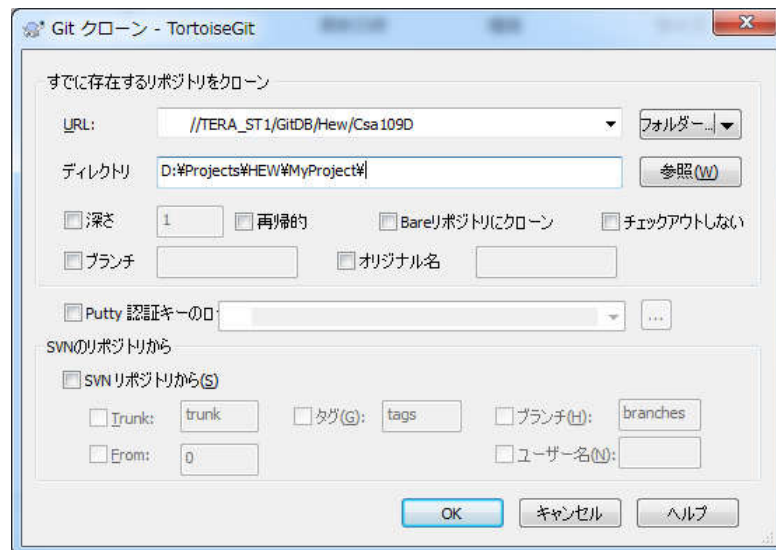 Git クローン - TortoiseGit
すでに存在するリポジトリをクローン
URL: //TERA_ST1/GitDB/Hew/Csa109D フォルダー...
ディレクトリ D:¥Projects¥HEW¥MyProject¥ 参照(W)
深さ 1 再帰的 Bareリポジトリにクローン チェックアウトしない
ブランチ オリジナル名
Putty 認証キーのロ ...
SVNのリポジトリから
SVN リポジトリから(S)
Trunk: trunk タグ(G): tags ブランチ(H): branches
From: 0 ユーザー名(N):
OK キャンセル ヘルプ